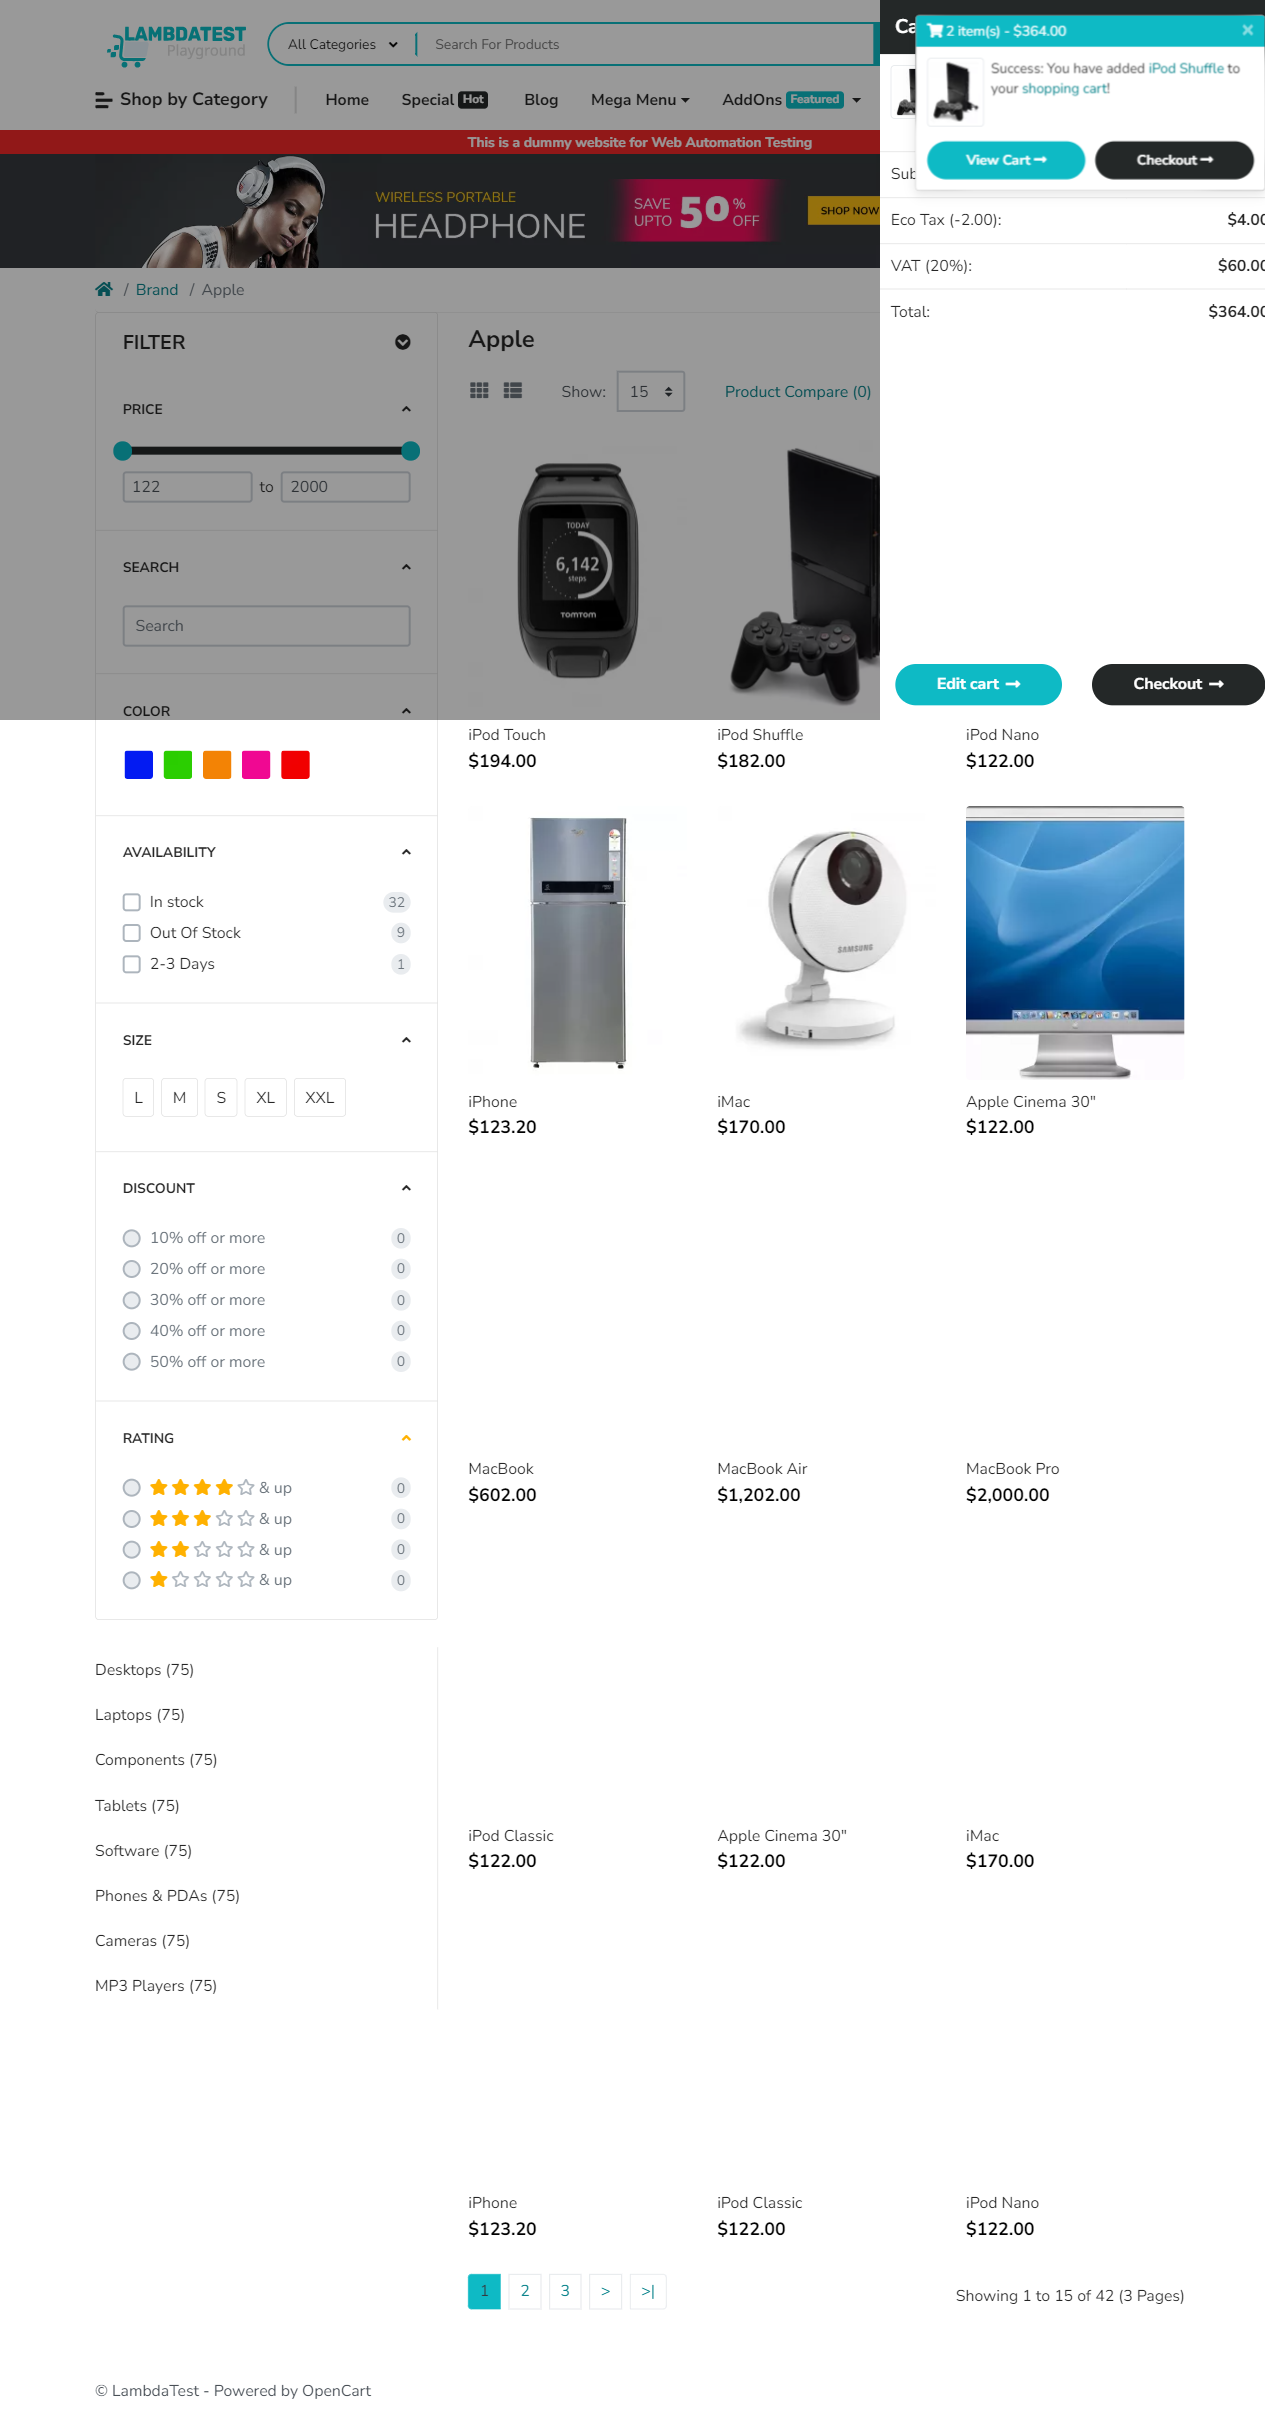 LAMBDATEST
Playground
All Categories
Search For Products
Ca
2 item(s) - $364.00
×
Success: You have added iPod Shuffle to
your shopping cart!
View Cart
Checkout
Shop by Category
Home
Special Hot
Blog
Mega Menu
AddOns Featured
This is a dummy website for Web Automation Testing
WIRELESS PORTABLE
HEADPHONE
SAVE
UPTO
50
%
OFF
SHOP NOW
Sub
Eco Tax (-2.00):
$4.00
VAT (20%):
$60.00
Total:
$364.00
Edit cart
Checkout
/ Brand / Apple
FILTER
PRICE
122
to
2000
SEARCH
Search
COLOR
AVAILABILITY
In stock
32
Out Of Stock
9
2-3 Days
1
SIZE
L
M
S
XL
XXL
DISCOUNT
10% off or more
0
20% off or more
0
30% off or more
0
40% off or more
0
50% off or more
0
RATING
& up
0
& up
0
& up
0
& up
0
Desktops (75)
Laptops (75)
Components (75)
Tablets (75)
Software (75)
Phones & PDAs (75)
Cameras (75)
MP3 Players (75)
Apple
Show:
15
Product Compare (0)
TODAY
6,142
steps
TOMTOM
iPod Touch
$194.00
iPod Shuffle
$182.00
iPod Nano
$122.00
SAMSUNG
iPhone
$123.20
iMac
$170.00
Apple Cinema 30"
$122.00
MacBook
$602.00
MacBook Air
$1,202.00
MacBook Pro
$2,000.00
iPod Classic
$122.00
Apple Cinema 30"
$122.00
iMac
$170.00
iPhone
$123.20
iPod Classic
$122.00
iPod Nano
$122.00
1
2
3
>
>|
Showing 1 to 15 of 42 (3 Pages)
© LambdaTest - Powered by OpenCart